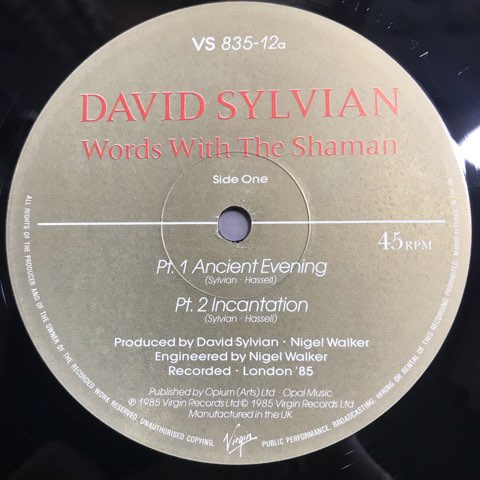 VS 835-12a
DAVID SYLVIAN
Words With The Shaman
Side One
45RPM
Pt. 1 Ancient Evening
(Sylvian · Hassell)
Pt. 2 Incantation
(Sylvian · Hassell)
Produced by David Sylvian · Nigel Walker
Engineered by Nigel Walker
Recorded · London '85
Published by Opium (Arts) Ltd · Opal Music.
℗ 1985 Virgin Records Ltd © 1985 Virgin Records Ltd
Manufactured in the UK
Virgin
ALL RIGHTS OF THE PRODUCER AND OF THE OWNER OF THE RECORDED WORK RESERVED. UNAUTHORISED COPYING, PUBLIC PERFORMANCE, BROADCASTING, HIRING OR RENTAL OF THIS RECORDING PROHIBITED. MANUFACTURED IN THE UK